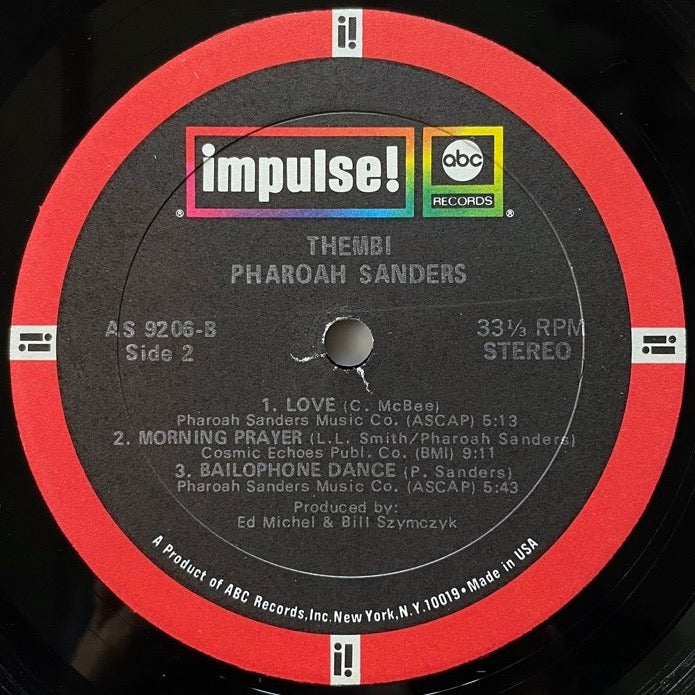 i!
impulse!
abc
RECORDS
®
®
THEMBI
PHAROAH SANDERS
AS 9206-B
Side 2
33⅓ RPM
STEREO
i!
i!
1. LOVE (C. McBee)
Pharoah Sanders Music Co. (ASCAP) 5:13
2. MORNING PRAYER (L.L. Smith/Pharoah Sanders)
Cosmic Echoes Publ. Co. (BMI) 9:11
3. BAILOPHONE DANCE (P. Sanders)
Pharoah Sanders Music Co. (ASCAP) 5:43
Produced by:
Ed Michel & Bill Szymczyk
A Product of ABC Records, Inc. New York, N.Y. 10019 • Made in USA
i!